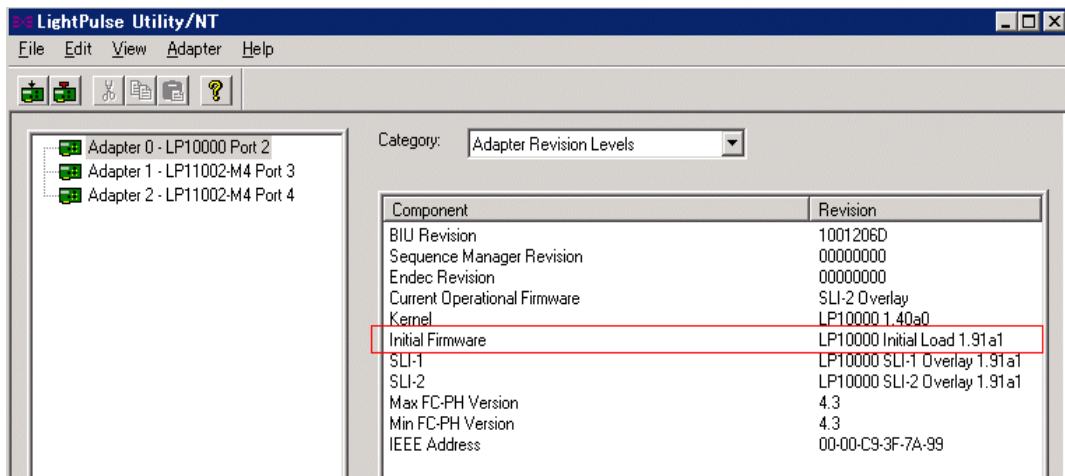 LightPulse Utility/NT
File Edit View Adapter Help
Adapter 0 - LP10000 Port 2
Adapter 1 - LP11002-M4 Port 3
Adapter 2 - LP11002-M4 Port 4
Category: Adapter Revision Levels
Component Revision
BIU Revision 1001206D
Sequence Manager Revision 00000000
Endec Revision 00000000
Current Operational Firmware SLI-2 Overlay
Kernel LP10000 1.40a0
Initial Firmware LP10000 Initial Load 1.91a1
SLI-1 LP10000 SLI-1 Overlay 1.91a1
SLI-2 LP10000 SLI-2 Overlay 1.91a1
Max FC-PH Version 4.3
Min FC-PH Version 4.3
IEEE Address 00-00-C9-3F-7A-99